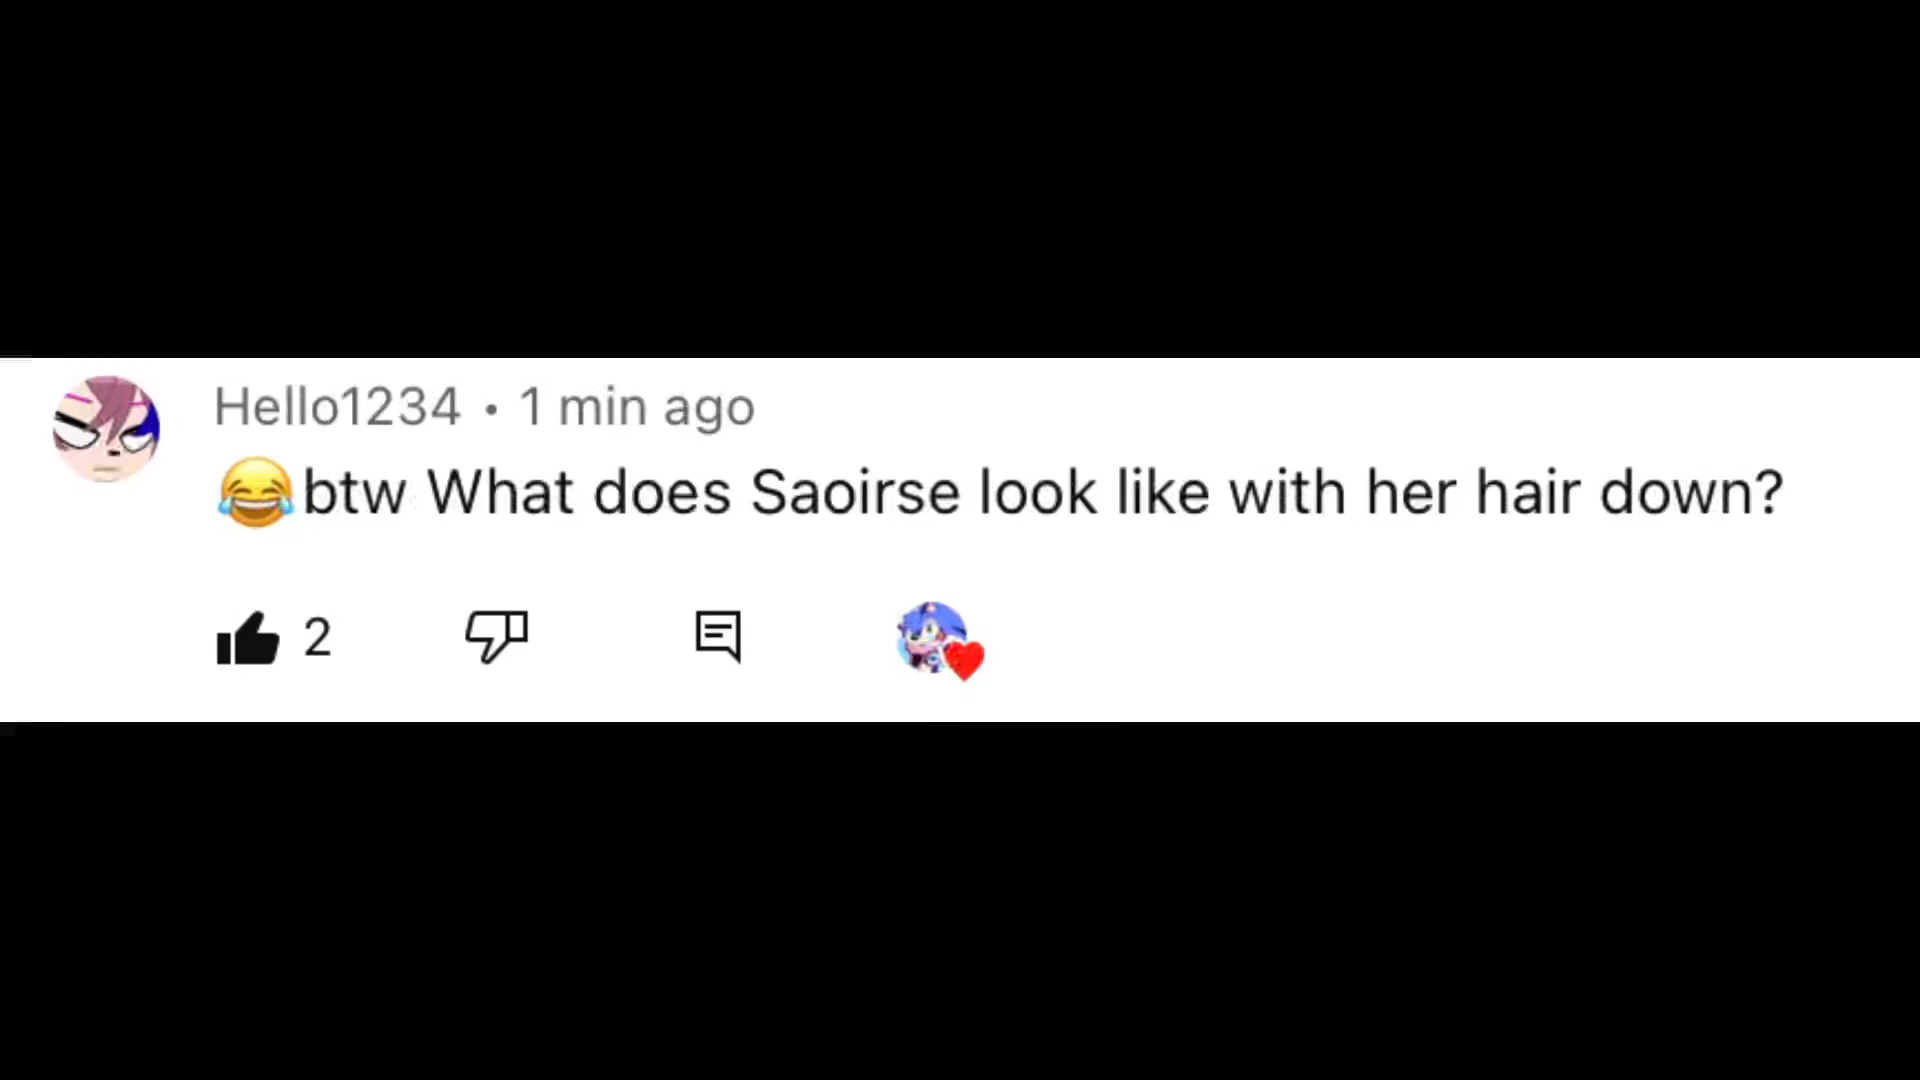 Hello1234 • 1 min ago
😂btw What does Saoirse look like with her hair down?
2